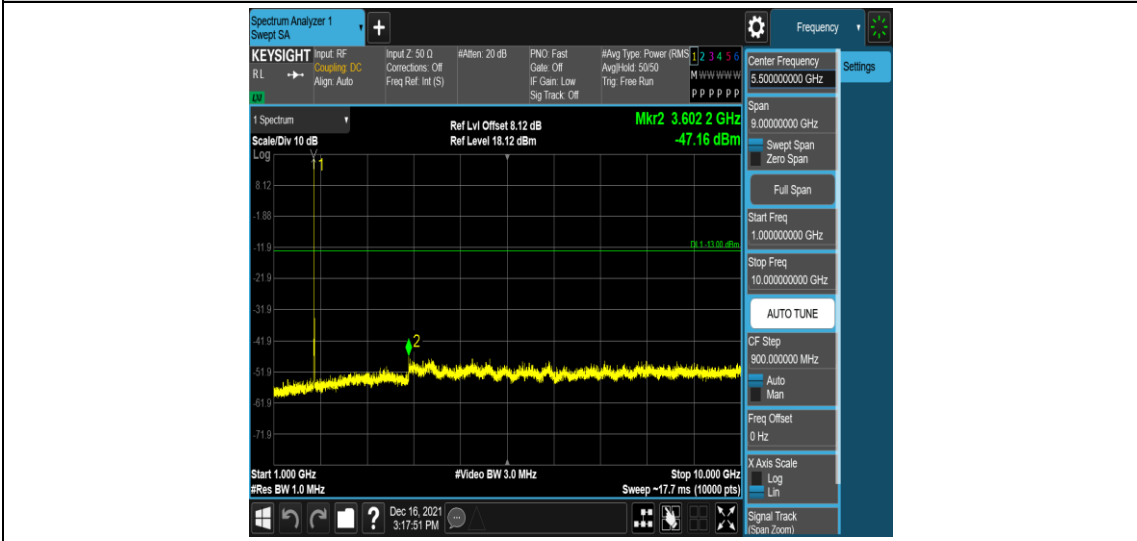 Spectrum Analyzer 1
Swept SA
+
Frequency
KEYSIGHT
RL
LXI
Input: RF
Coupling: DC
Align: Auto
Input Z: 50 Ω
Corrections: Off
Freq Ref: Int (S)
#Atten: 20 dB
PNO: Fast
Gate: Off
IF Gain: Low
Sig Track: Off
#Avg Type: Power (RMS
Avg|Hold: 50/50
Trig: Free Run
1 2 3 4 5 6
M W W W W W
P P P P P P
1 Spectrum
Scale/Div 10 dB
Log
Ref Lvl Offset 8.12 dB
Ref Level 18.12 dBm
Mkr2 3.602 2 GHz
-47.16 dBm
1
8.12
-1.88
-11.9
DL1 -13.00 dBm
-21.9
-31.9
-41.9
2
-51.9
-61.9
-71.9
Start 1.000 GHz
#Video BW 3.0 MHz
Stop 10.000 GHz
#Res BW 1.0 MHz
Sweep ~17.7 ms (10000 pts)
?
Dec 16, 2021
3:17:51 PM
Center Frequency
5.500000000 GHz
Settings
Span
9.00000000 GHz
Swept Span
Zero Span
Full Span
Start Freq
1.000000000 GHz
Stop Freq
10.000000000 GHz
AUTO TUNE
CF Step
900.000000 MHz
Auto
Man
Freq Offset
0 Hz
X Axis Scale
Log
Lin
Signal Track
(Span Zoom)